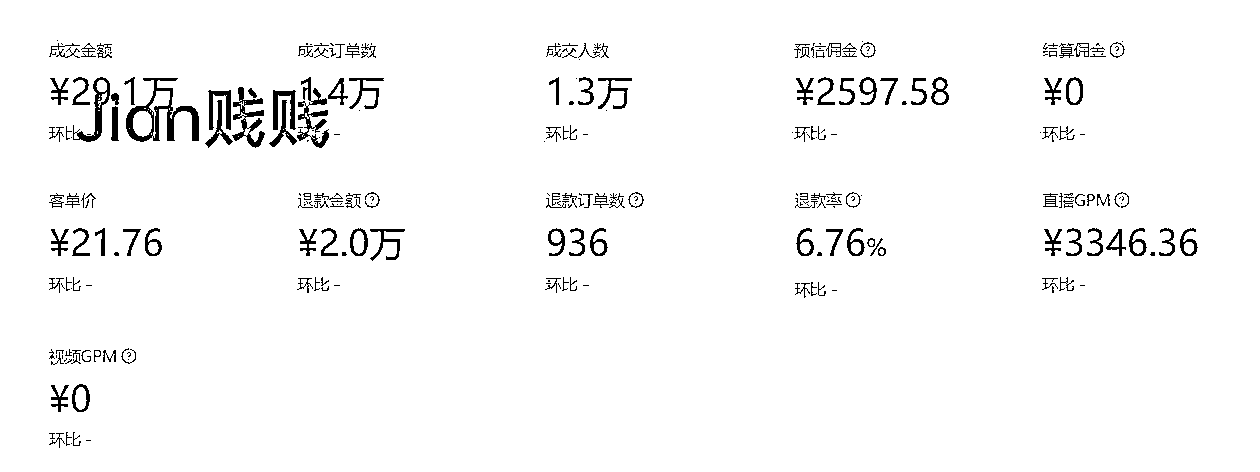 成交金额 成交订单数 成交人数 预估佣金 结算佣金
¥29.1万 1.4万 1.3万 ¥2597.58 ¥0
Jian贱贱
环比 - 环比 - 环比 - 环比 - 环比 -
客单价 退款金额 退款订单数 退款率 直播GPM
¥21.76 ¥2.0万 936 6.76% ¥3346.36
环比 - 环比 - 环比 - 环比 - 环比 -
视频GPM
¥0
环比 -